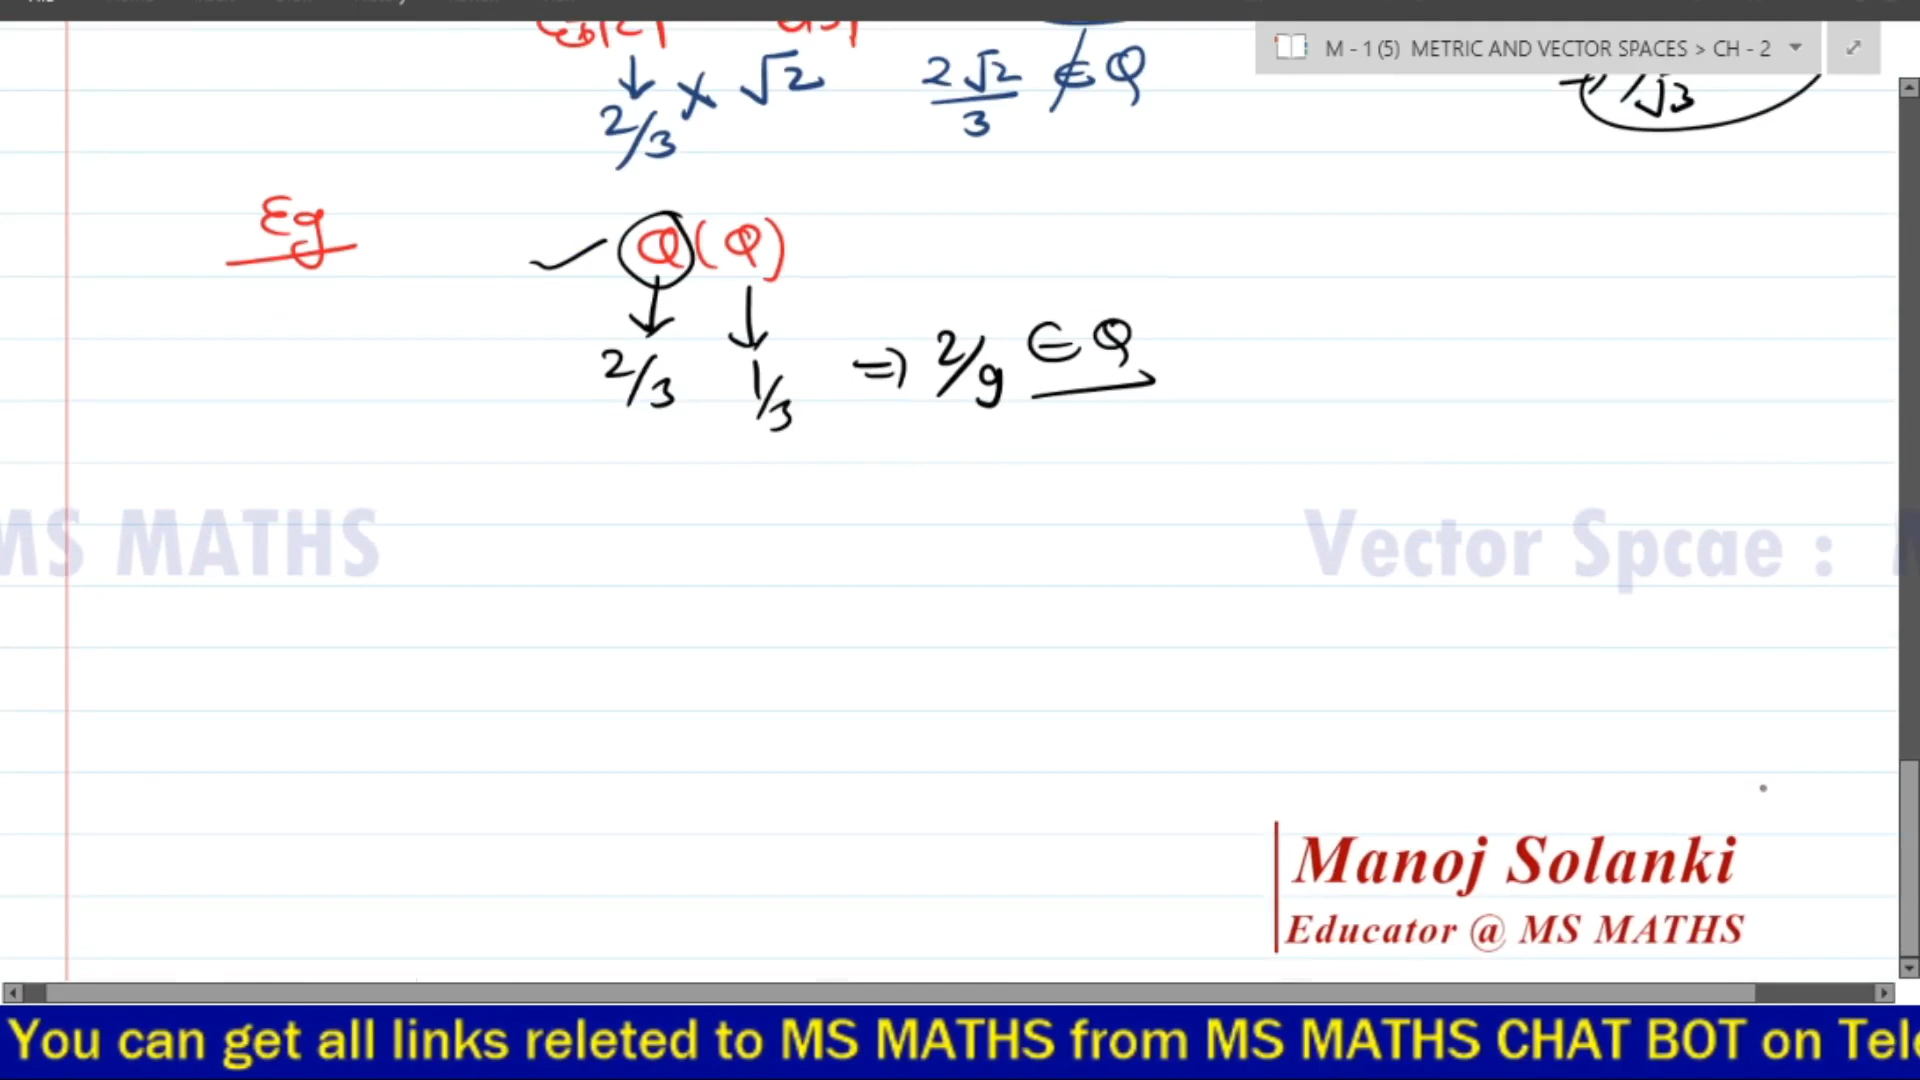 M - 1 (5) METRIC AND VECTOR SPACES > CH - 2
2/3 × √2 2√2/3 ∉ Q
√3
Eg Q(Q)
2/3 1/3 ⇒ 2/9 ∈ Q
MS MATHS Vector Spcae :
Manoj Solanki
Educator @ MS MATHS
You can get all links releted to MS MATHS from MS MATHS CHAT BOT on Tele